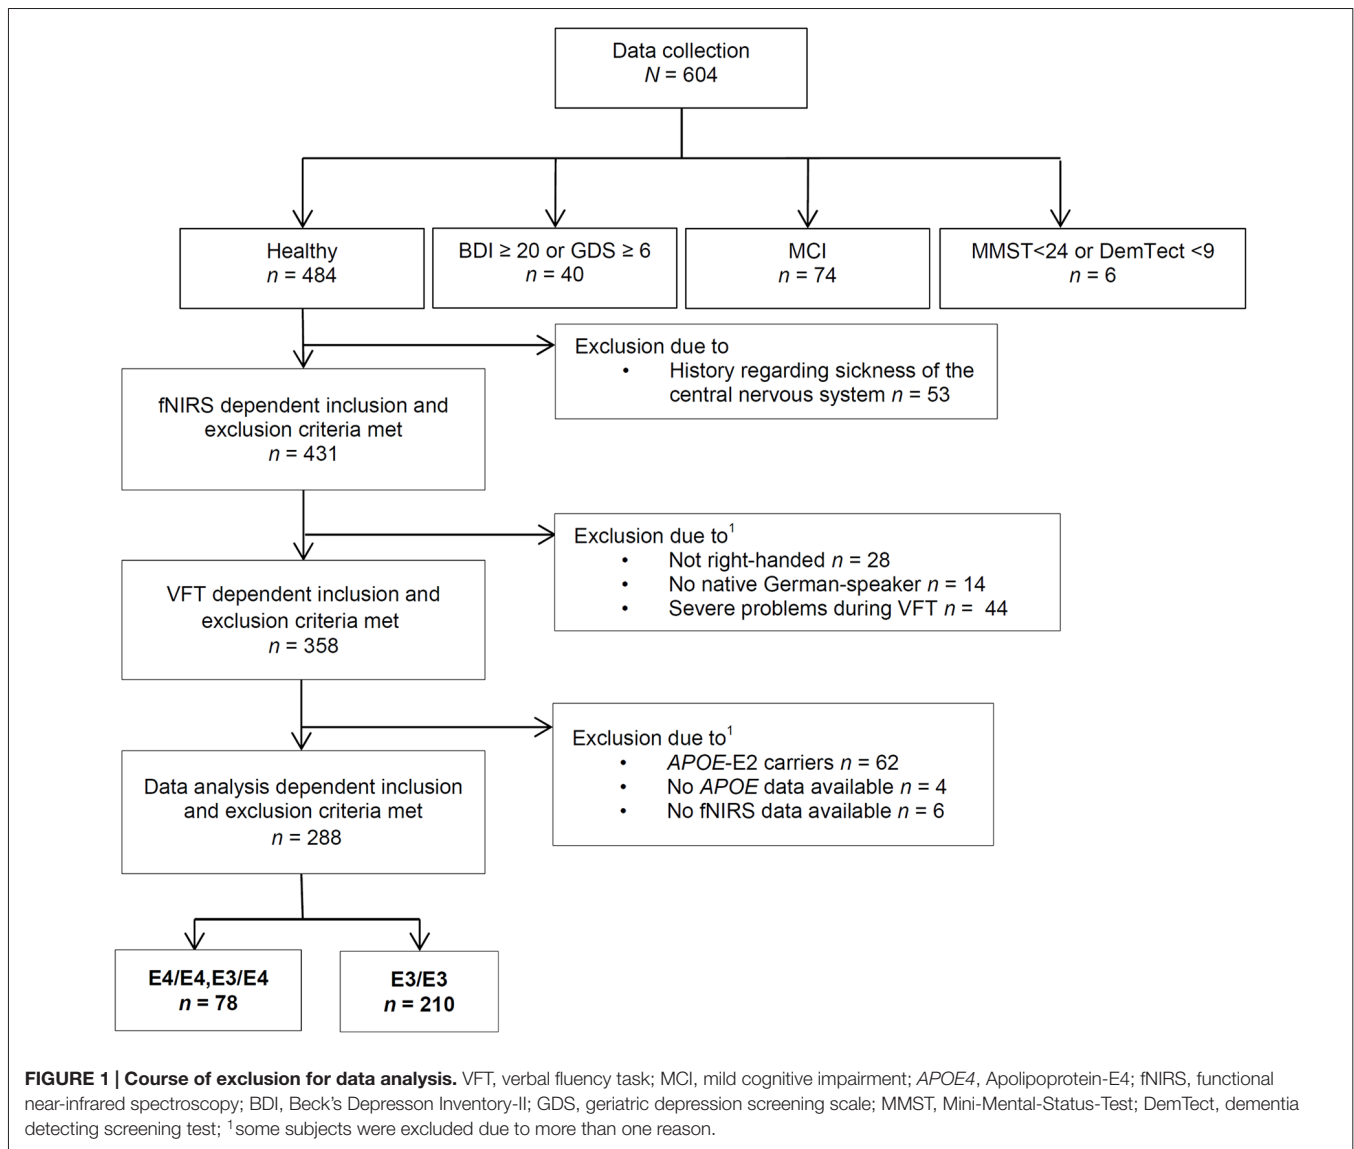 Data collection
N = 604
Healthy
n = 484
BDI ≥ 20 or GDS ≥ 6
n = 40
MCI
n = 74
MMST<24 or DemTect <9
n = 6
Exclusion due to
• History regarding sickness of the
central nervous system n = 53
fNIRS dependent inclusion and
exclusion criteria met
n = 431
Exclusion due to¹
• Not right-handed n = 28
• No native German-speaker n = 14
• Severe problems during VFT n = 44
VFT dependent inclusion and
exclusion criteria met
n = 358
Exclusion due to¹
• APOE-E2 carriers n = 62
• No APOE data available n = 4
• No fNIRS data available n = 6
Data analysis dependent inclusion
and exclusion criteria met
n = 288
E4/E4,E3/E4
n = 78
E3/E3
n = 210
FIGURE 1 | Course of exclusion for data analysis. VFT, verbal fluency task; MCI, mild cognitive impairment; APOE4, Apolipoprotein-E4; fNIRS, functional
near-infrared spectroscopy; BDI, Beck's Depresson Inventory-II; GDS, geriatric depression screening scale; MMST, Mini-Mental-Status-Test; DemTect, dementia
detecting screening test; ¹some subjects were excluded due to more than one reason.